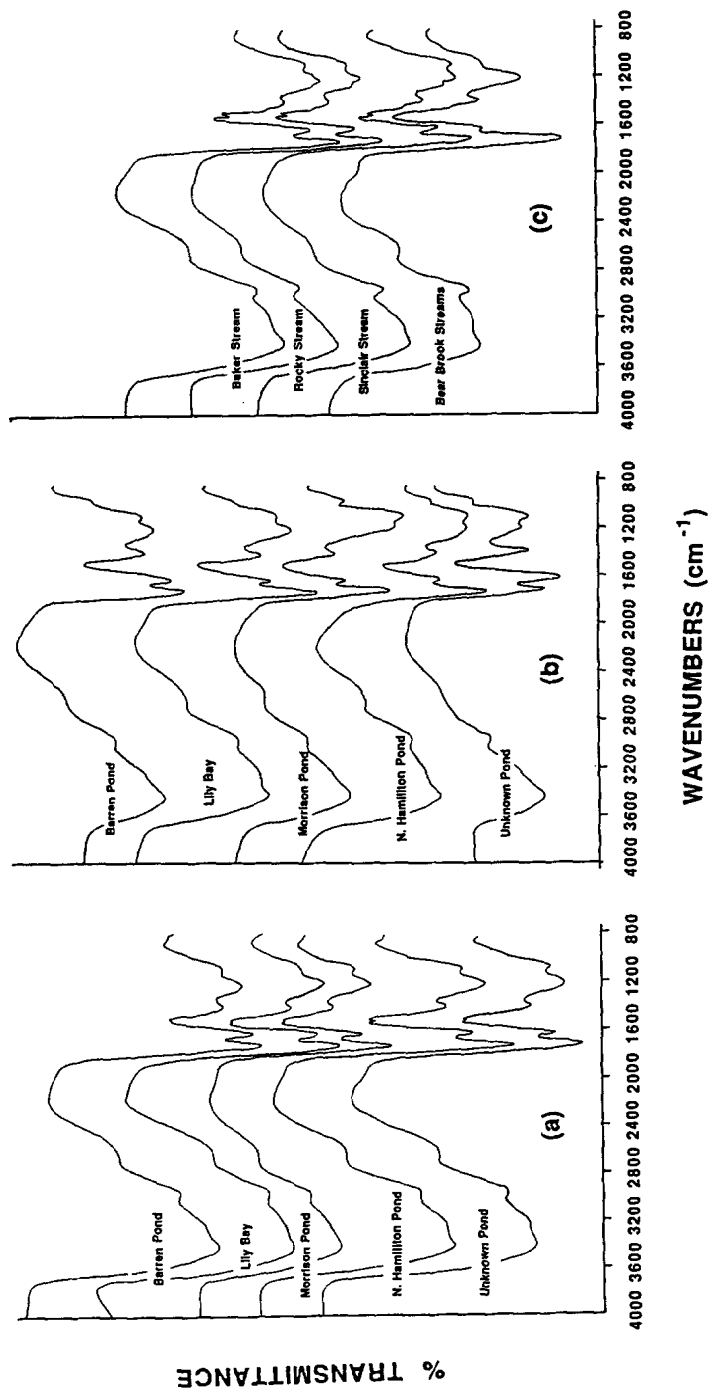 % TRANSMITTANCE
Barren Pond
Lily Bay
Morrison Pond
N. Hamiliton Pond
Unknown Pond
(a)
4000 3600 3200 2800 2400 2000 1600 1200 800
Barren Pond
Lily Bay
Morrison Pond
N. Hamiliton Pond
Unknown Pond
(b)
4000 3600 3200 2800 2400 2000 1600 1200 800
Baker Stream
Rocky Stream
Sinclair Stream
Bear Brook Streams
(c)
4000 3600 3200 2800 2400 2000 1600 1200 800
WAVENUMBERS (cm⁻¹)